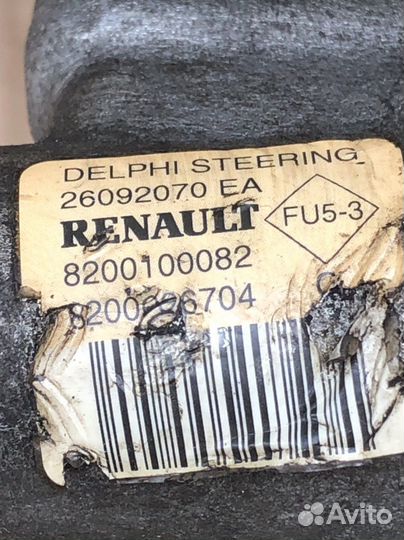 DELPHI STEERING
26092070 EA
RENAULT
FU5-3
8200100082
Avito